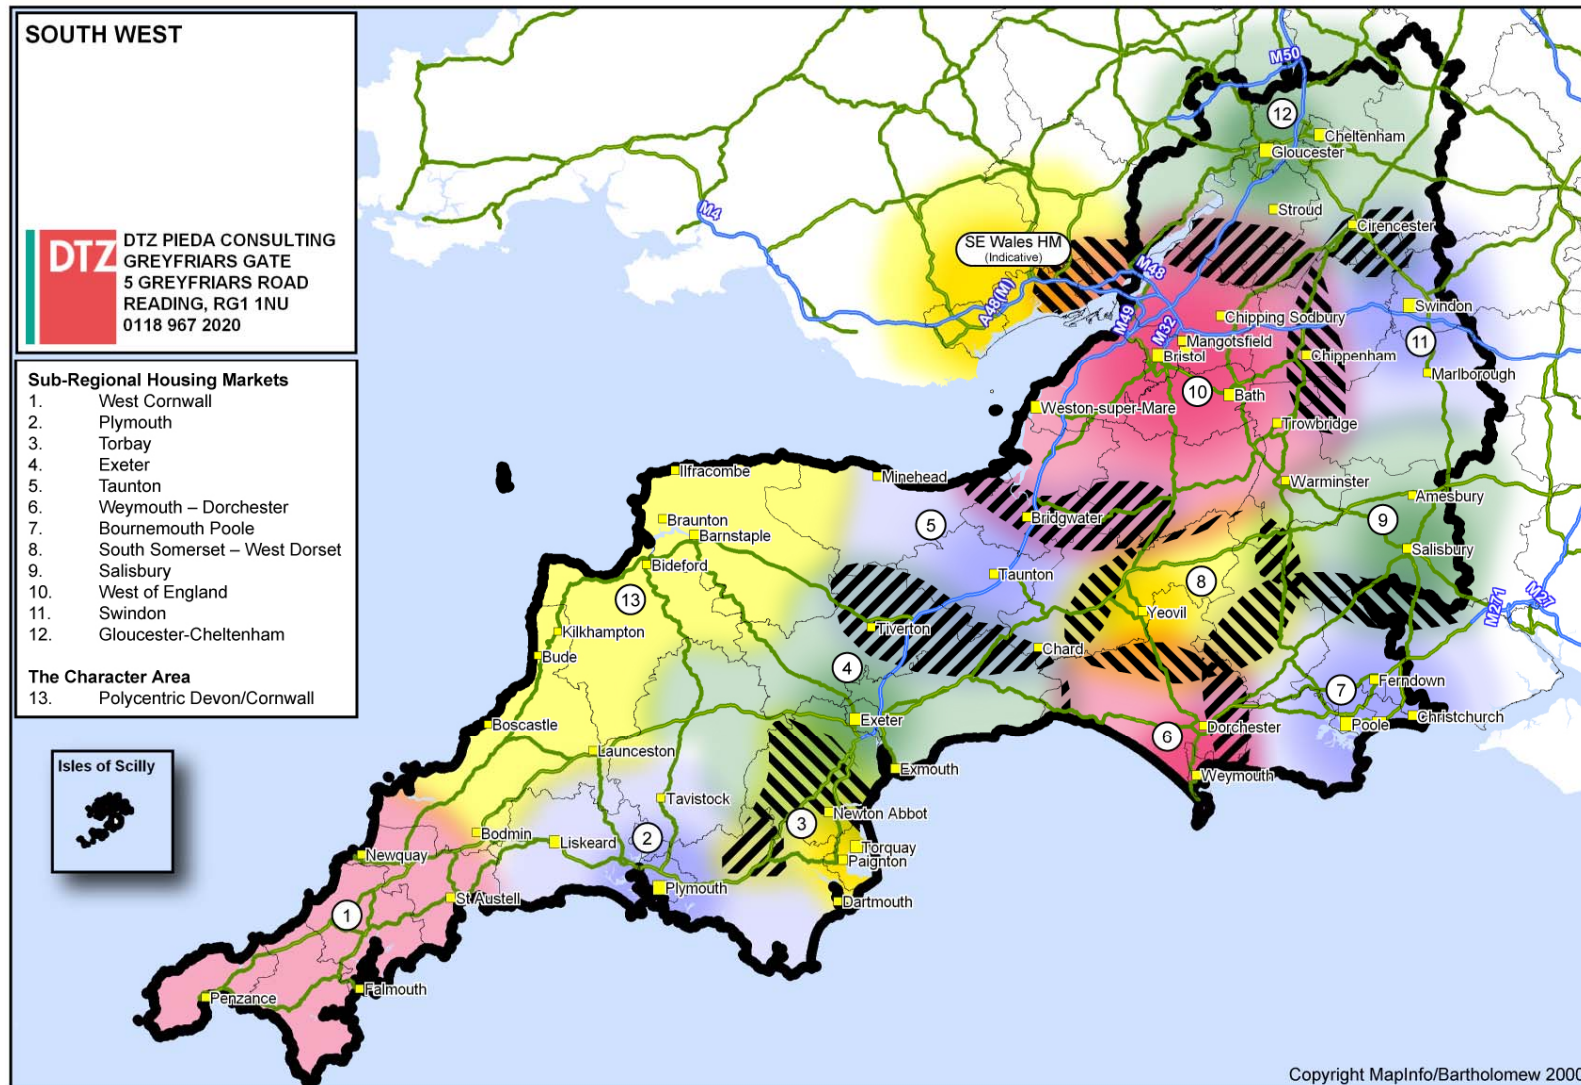 SOUTH WEST
DTZ
DTZ PIEDA CONSULTING
GREYFRIARS GATE
5 GREYFRIARS ROAD
READING, RG1 1NU
0118 967 2020
Sub-Regional Housing Markets
1. West Cornwall
2. Plymouth
3. Torbay
4. Exeter
5. Taunton
6. Weymouth – Dorchester
7. Bournemouth Poole
8. South Somerset – West Dorset
9. Salisbury
10. West of England
11. Swindon
12. Gloucester-Cheltenham
The Character Area
13. Polycentric Devon/Cornwall
Isles of Scilly
M50
12
Cheltenham
Gloucester
M4
Stroud
Cirencester
SE Wales HM
(Indicative)
M48
A48(M)
M49
M32
Swindon
Chipping Sodbury
11
Mangotsfield
Bristol
Chippenham
Marlborough
10
Bath
Weston-super-Mare
Trowbridge
Ilfracombe
Minehead
Warminster
Amesbury
Braunton
Barnstaple
5
Bridgwater
9
Salisbury
Bideford
Taunton
8
M271
M27
13
Yeovil
Kilkhampton
Tiverton
Bude
Chard
4
7
Ferndown
Boscastle
Exeter
Dorchester
Poole
Christchurch
6
Launceston
Exmouth
Weymouth
Tavistock
Newton Abbot
3
Bodmin
Liskeard
2
Torquay
Newquay
Paignton
Plymouth
St Austell
Dartmouth
1
Penzance
Falmouth
Copyright MapInfo/Bartholomew 2000